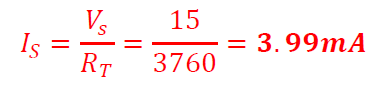 I_S = V_s / R_T = 15 / 3760 = 3.99mA